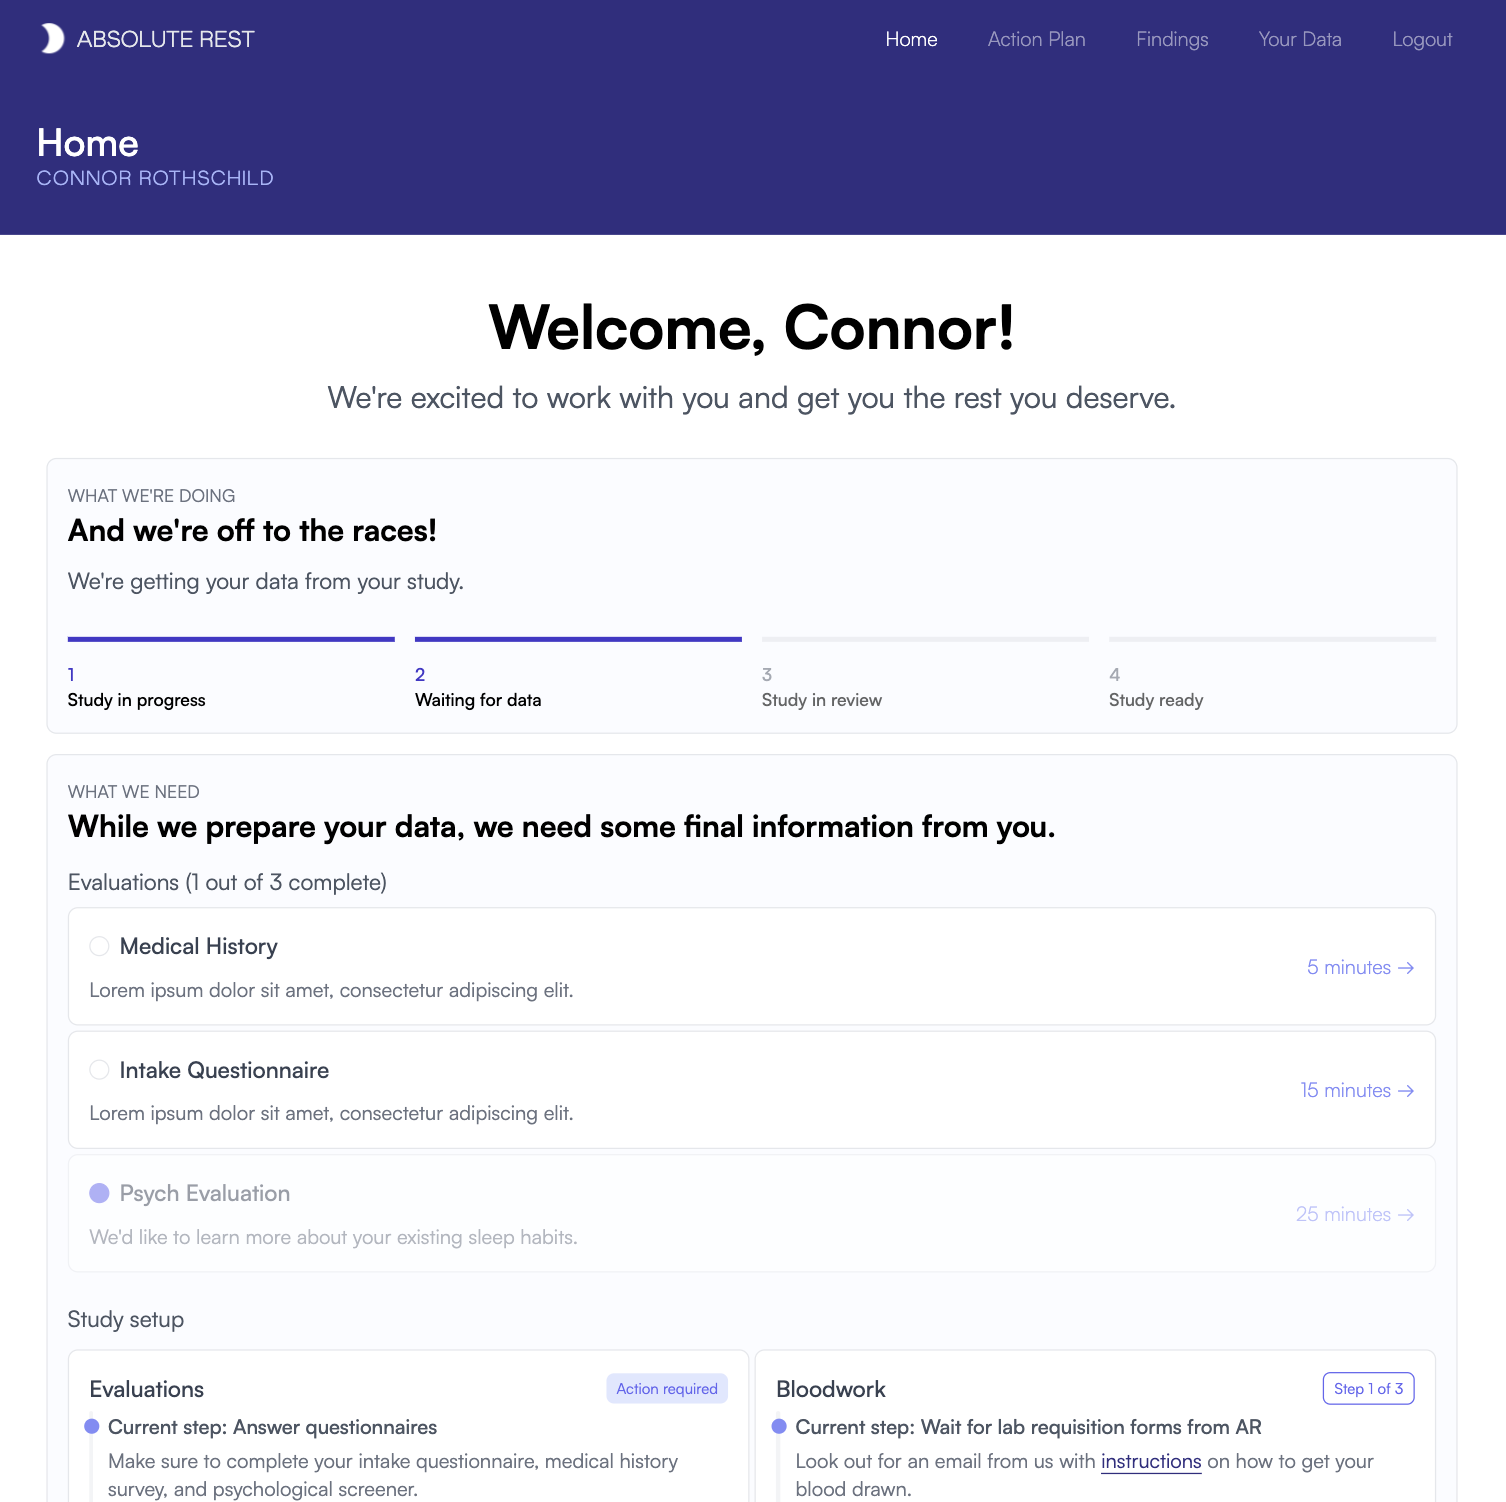 ABSOLUTE REST
Home
Action Plan
Findings
Your Data
Logout
Home
CONNOR ROTHSCHILD
Welcome, Connor!
We're excited to work with you and get you the rest you deserve.
WHAT WE'RE DOING
And we're off to the races!
We're getting your data from your study.
1
Study in progress
2
Waiting for data
3
Study in review
4
Study ready
WHAT WE NEED
While we prepare your data, we need some final information from you.
Evaluations (1 out of 3 complete)
Medical History
Lorem ipsum dolor sit amet, consectetur adipiscing elit.
5 minutes →
Intake Questionnaire
Lorem ipsum dolor sit amet, consectetur adipiscing elit.
15 minutes →
Psych Evaluation
We'd like to learn more about your existing sleep habits.
25 minutes →
Study setup
Evaluations
Action required
Current step: Answer questionnaires
Make sure to complete your intake questionnaire, medical history
survey, and psychological screener.
Bloodwork
Step 1 of 3
Current step: Wait for lab requisition forms from AR
Look out for an email from us with instructions on how to get your
blood drawn.